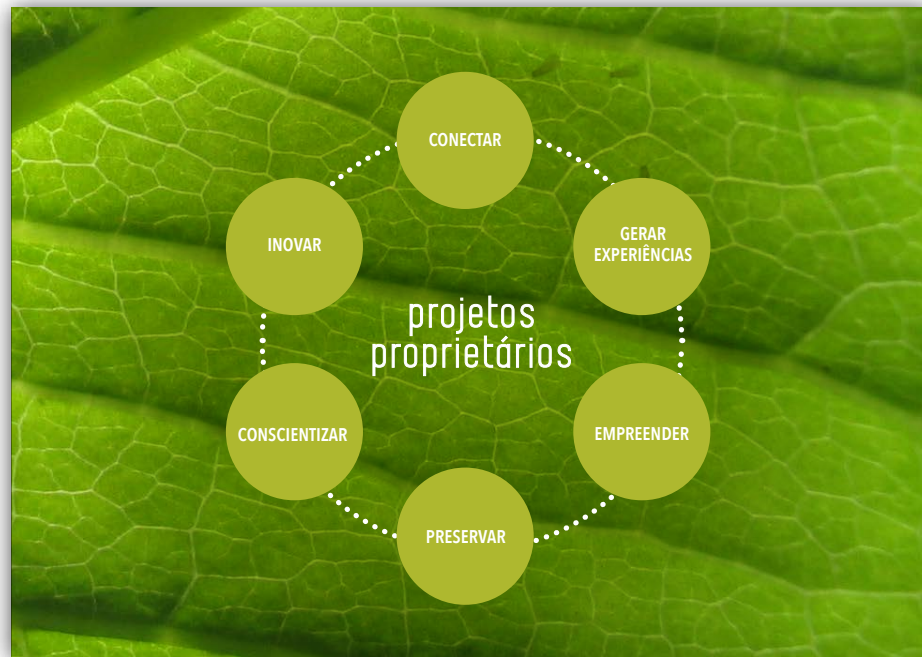 CONECTAR
INOVAR
GERAR
EXPERIÊNCIAS
projetos
proprietários
CONSCIENTIZAR
EMPREENDER
PRESERVAR